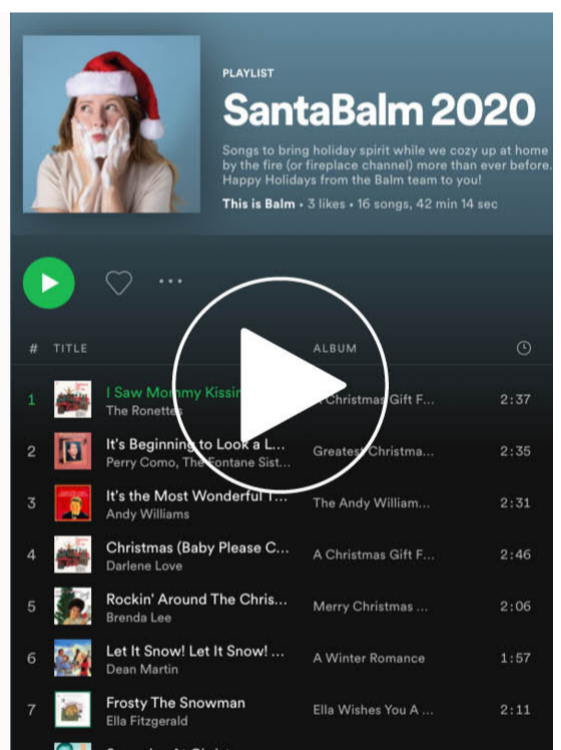 PLAYLIST
SantaBalm 2020
Songs to bring holiday spirit while we cozy up at home
by the fire (or fireplace channel) more than ever before.
Happy Holidays from the Balm team to you!
This is Balm • 3 likes • 16 songs, 42 min 14 sec
# TITLE ALBUM
1 I Saw Mommy Kissin Christmas Gift F... 2:37
The Ronettes
2 It's Beginning to Look a L... Greatest Christma... 2:35
Perry Como, The Fontane Sist...
3 It's the Most Wonderful T... The Andy William... 2:31
Andy Williams
4 Christmas (Baby Please C... A Christmas Gift F... 2:46
Darlene Love
5 Rockin' Around The Chris... Merry Christmas ... 2:06
Brenda Lee
6 Let It Snow! Let It Snow! ... A Winter Romance 1:57
Dean Martin
7 Frosty The Snowman Ella Wishes You A ... 2:11
Ella Fitzgerald